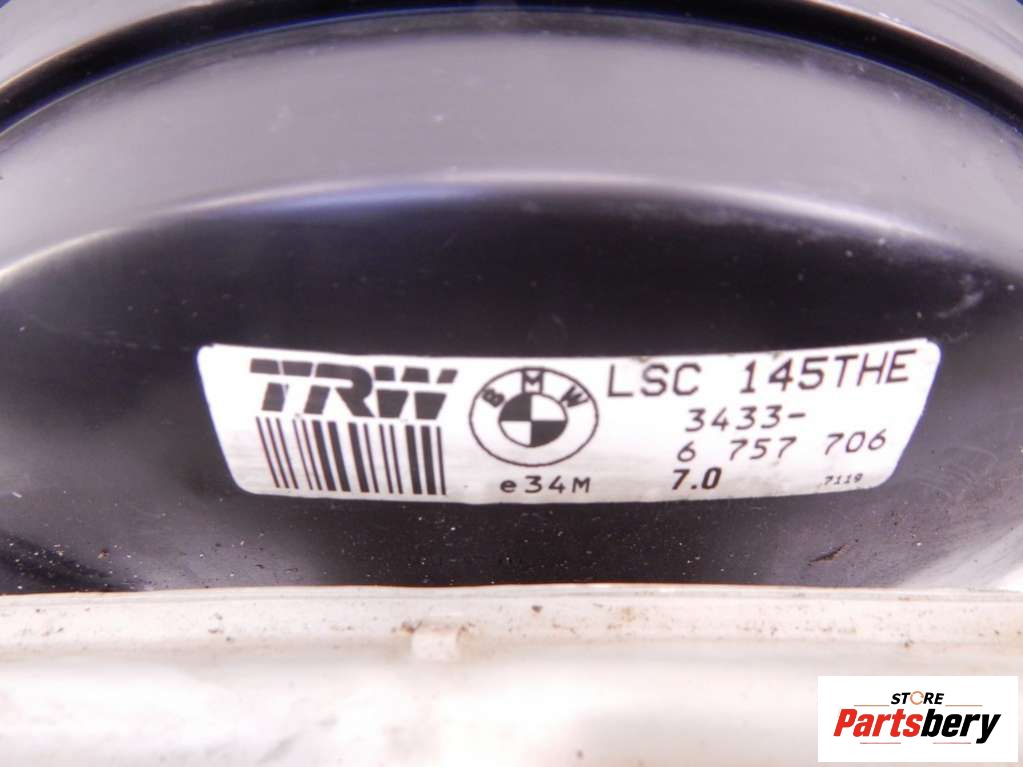 TRW
BMW
LSC 145THE
3433-
6 757 706
e34M 7.0 7119
STORE
Partsbery